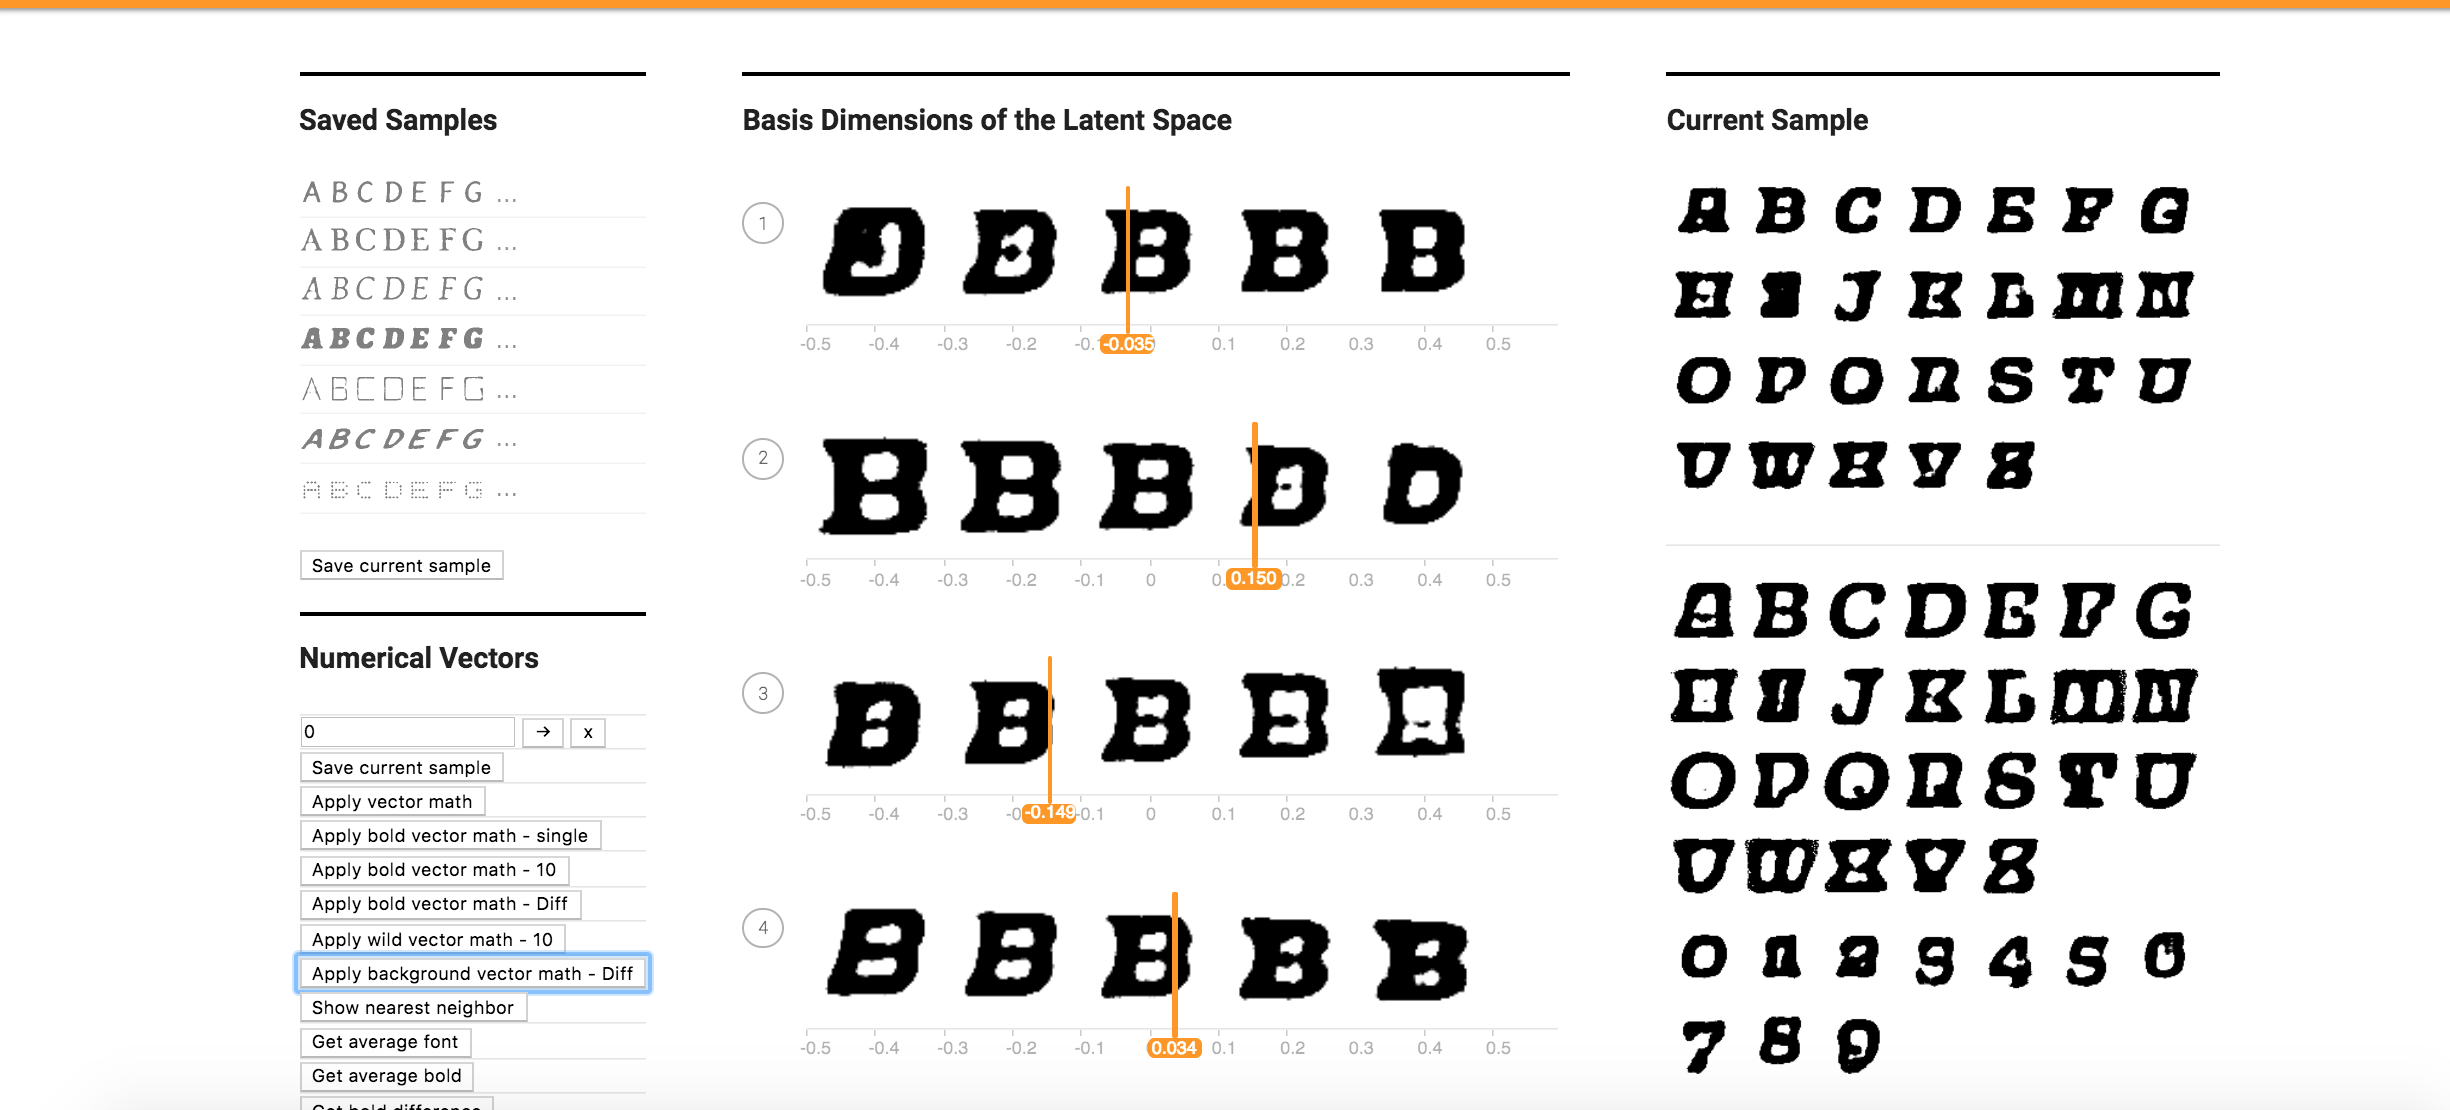 Saved Samples
A B C D E F G ...
A B C D E F G ...
A B C D E F G ...
A B C D E F G ...
A B C D E F G ...
A B C D E F G ...
A B C D E F G ...
Save current sample
Numerical Vectors
0 → x
Save current sample
Apply vector math
Apply bold vector math - single
Apply bold vector math - 10
Apply bold vector math - Diff
Apply wild vector math - 10
Apply background vector math - Diff
Show nearest neighbor
Get average font
Get average bold
Get bold difference
Basis Dimensions of the Latent Space
1 B B B B
-0.5 -0.4 -0.3 -0.2 -0. -0.035 0.1 0.2 0.3 0.4 0.5
2 B B B B D
-0.5 -0.4 -0.3 -0.2 -0.1 0 0. 0.150 0.2 0.3 0.4 0.5
3 B B B B
-0.5 -0.4 -0.3 -0 -0.149 -0.1 0 0.1 0.2 0.3 0.4 0.5
4 B B B B B
-0.5 -0.4 -0.3 -0.2 -0.1 0.034 0.1 0.2 0.3 0.4 0.5
Current Sample
A B C D E F G
H I J K L M N
O P Q R S T U
V W X Y Z
A B C D E F G
H I J K L M N
O P Q R S T U
V W X Y Z
0 1 2 3 4 5 6
7 8 9